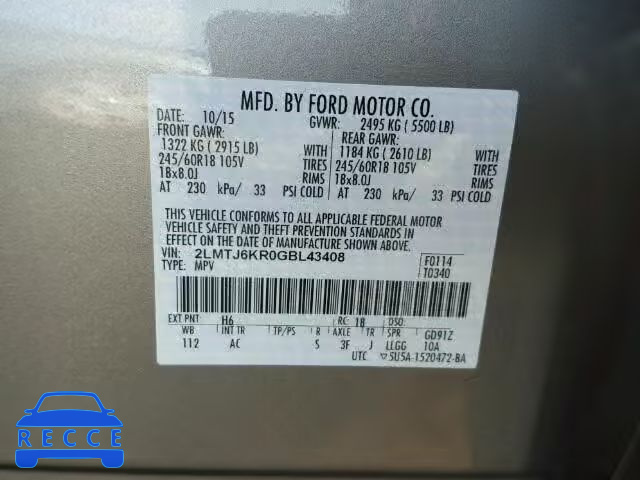 MFD. BY FORD MOTOR CO.
DATE: 10/15 GVWR: 2495 KG ( 5500 LB)
FRONT GAWR: REAR GAWR:
1322 KG ( 2915 LB) WITH 1184 KG ( 2610 LB) WITH
245/60R18 105V TIRES 245/60R18 105V TIRES
18x8.0J RIMS 18x8.0J RIMS
AT 230 kPa/ 33 PSI COLD AT 230 kPa/ 33 PSI COLD
THIS VEHICLE CONFORMS TO ALL APPLICABLE FEDERAL MOTOR
VEHICLE SAFETY AND THEFT PREVENTION STANDARDS IN
EFFECT ON THE DATE OF MANUFACTURE SHOWN ABOVE.
VIN: 2LMTJ6KR0GBL43408 F0114
TYPE: MPV T0340
EXT PNT: H6 RC: 18 DSO:
WB INT TR TP/PS R AXLE TR SPR GD91Z
112 AC S 3F J LLGG 10A
UTC ▽5U5A-1520472-BA
RECCE